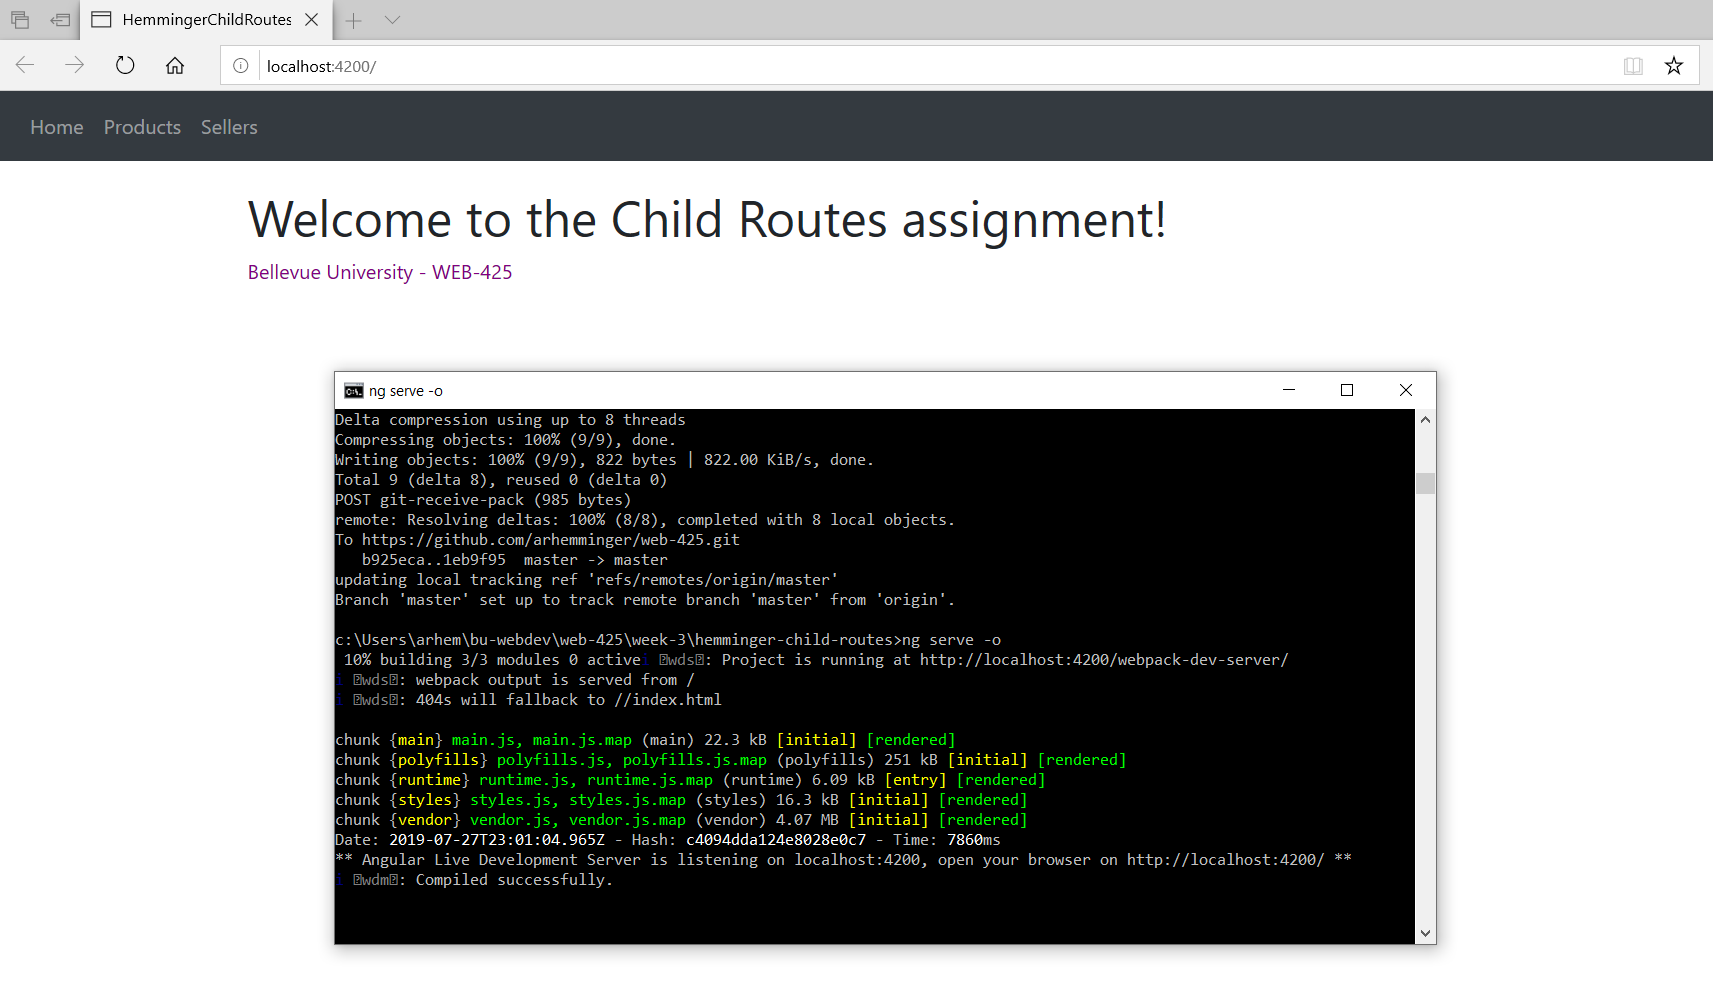 HemmingerChildRoutes
localhost:4200/
Home Products Sellers
Welcome to the Child Routes assignment!
Bellevue University - WEB-425
ng serve -o
Delta compression using up to 8 threads
Compressing objects: 100% (9/9), done.
Writing objects: 100% (9/9), 822 bytes | 822.00 KiB/s, done.
Total 9 (delta 8), reused 0 (delta 0)
POST git-receive-pack (985 bytes)
remote: Resolving deltas: 100% (8/8), completed with 8 local objects.
To https://github.com/arhemminger/web-425.git
b925eca..1eb9f95  master -> master
updating local tracking ref 'refs/remotes/origin/master'
Branch 'master' set up to track remote branch 'master' from 'origin'.
c:\Users\arhem\bu-webdev\web-425\week-3\hemminger-child-routes>ng serve -o
10% building 3/3 modules 0 activei ⍰wds⍰: Project is running at http://localhost:4200/webpack-dev-server/
i ⍰wds⍰: webpack output is served from /
i ⍰wds⍰: 404s will fallback to //index.html
chunk {main} main.js, main.js.map (main) 22.3 kB [initial] [rendered]
chunk {polyfills} polyfills.js, polyfills.js.map (polyfills) 251 kB [initial] [rendered]
chunk {runtime} runtime.js, runtime.js.map (runtime) 6.09 kB [entry] [rendered]
chunk {styles} styles.js, styles.js.map (styles) 16.3 kB [initial] [rendered]
chunk {vendor} vendor.js, vendor.js.map (vendor) 4.07 MB [initial] [rendered]
Date: 2019-07-27T23:01:04.965Z - Hash: c4094dda124e8028e0c7 - Time: 7860ms
** Angular Live Development Server is listening on localhost:4200, open your browser on http://localhost:4200/ **
i ⍰wdm⍰: Compiled successfully.